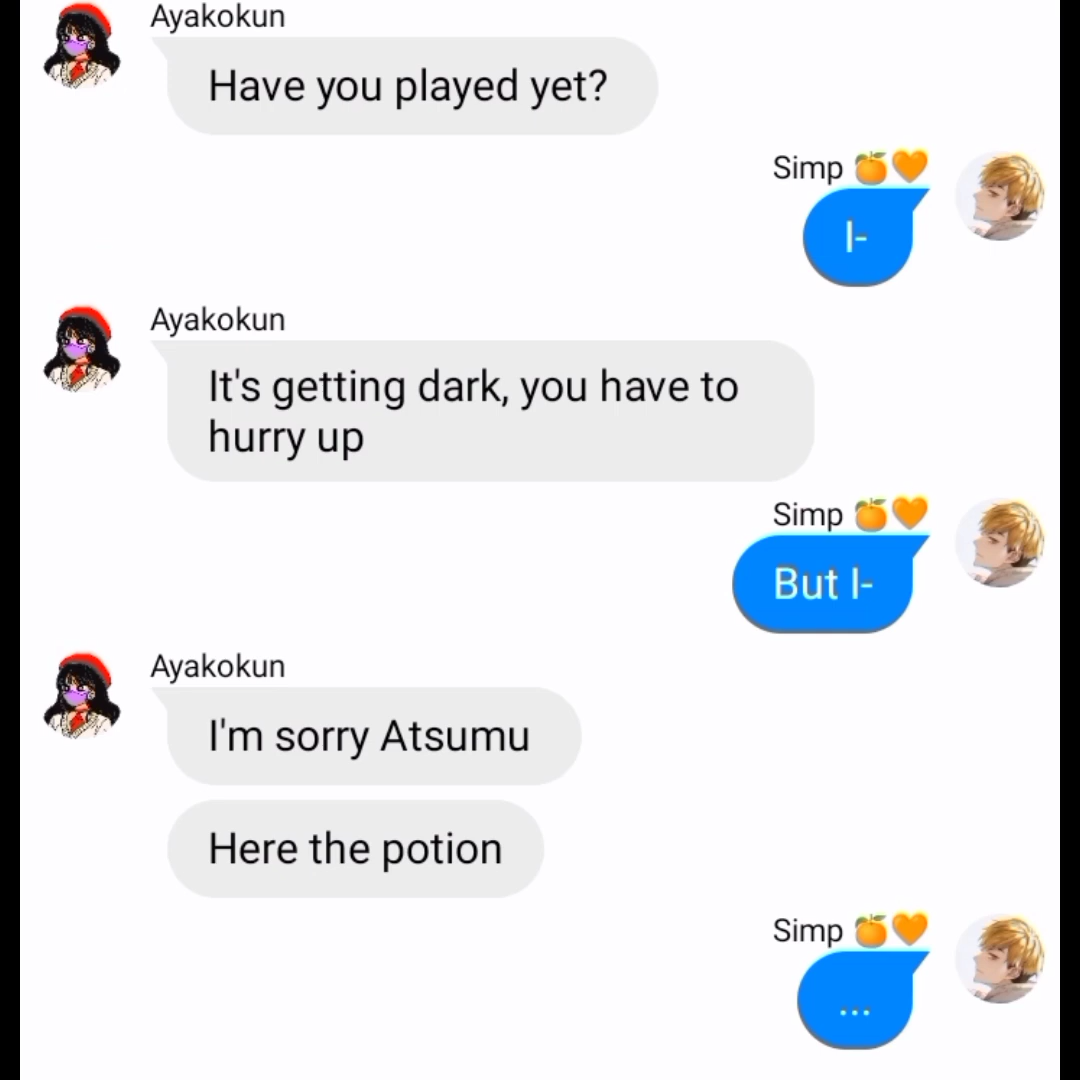 Ayakokun
Have you played yet?
Simp 🍊🧡
I-
Ayakokun
It's getting dark, you have to
hurry up
Simp 🍊🧡
But I-
Ayakokun
I'm sorry Atsumu
Here the potion
Simp 🍊🧡
...